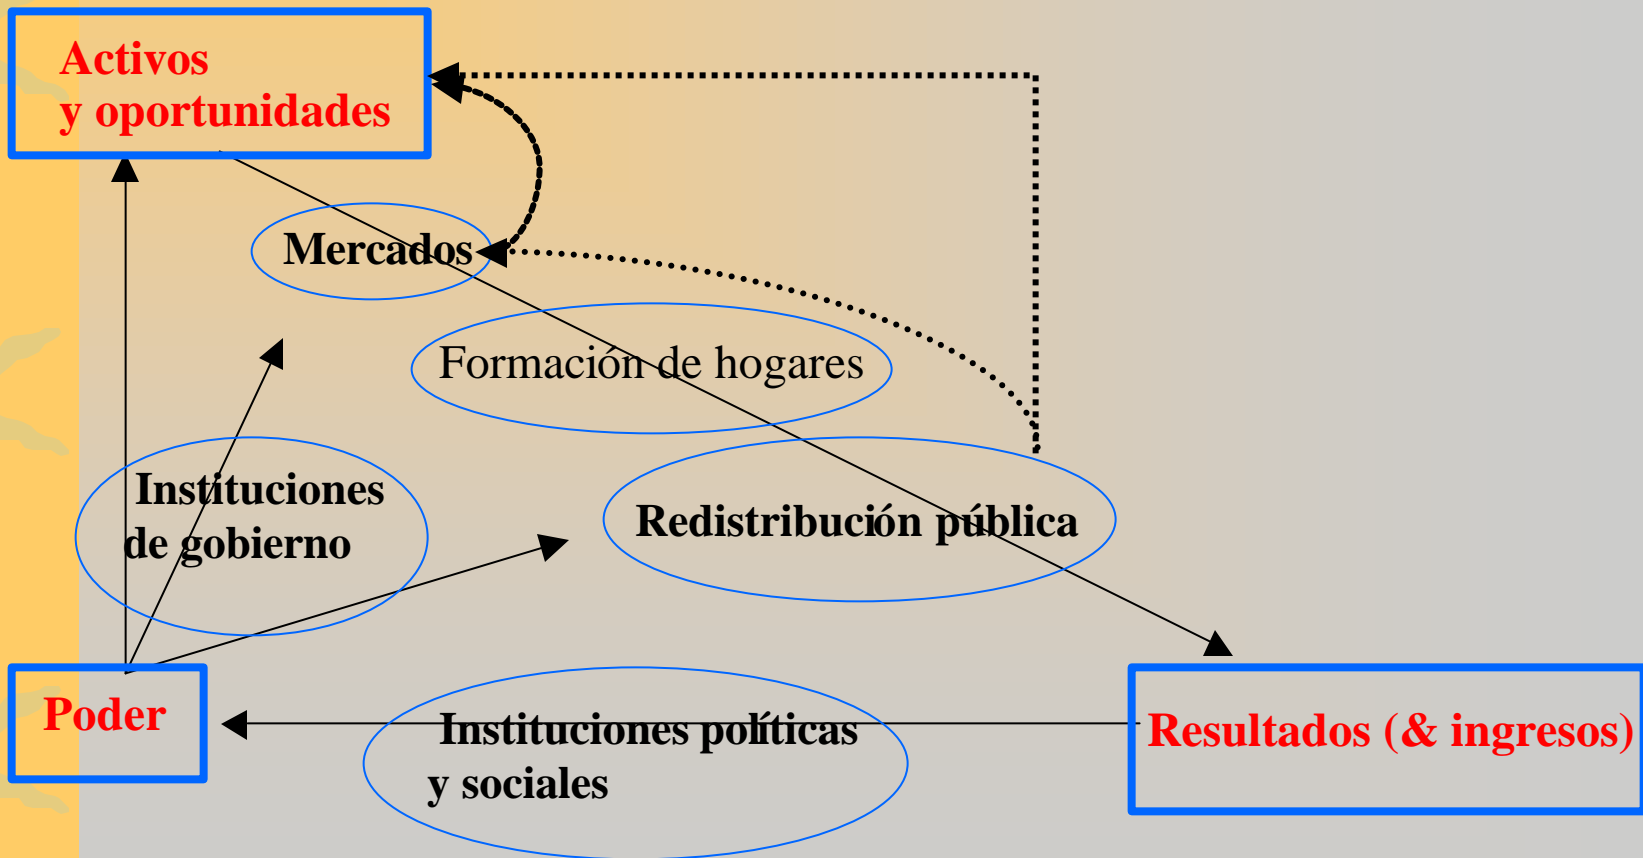 Activos
y oportunidades
Mercados
Formación de hogares
Instituciones
de gobierno
Redistribución pública
Poder
Instituciones políticas
y sociales
Resultados (& ingresos)